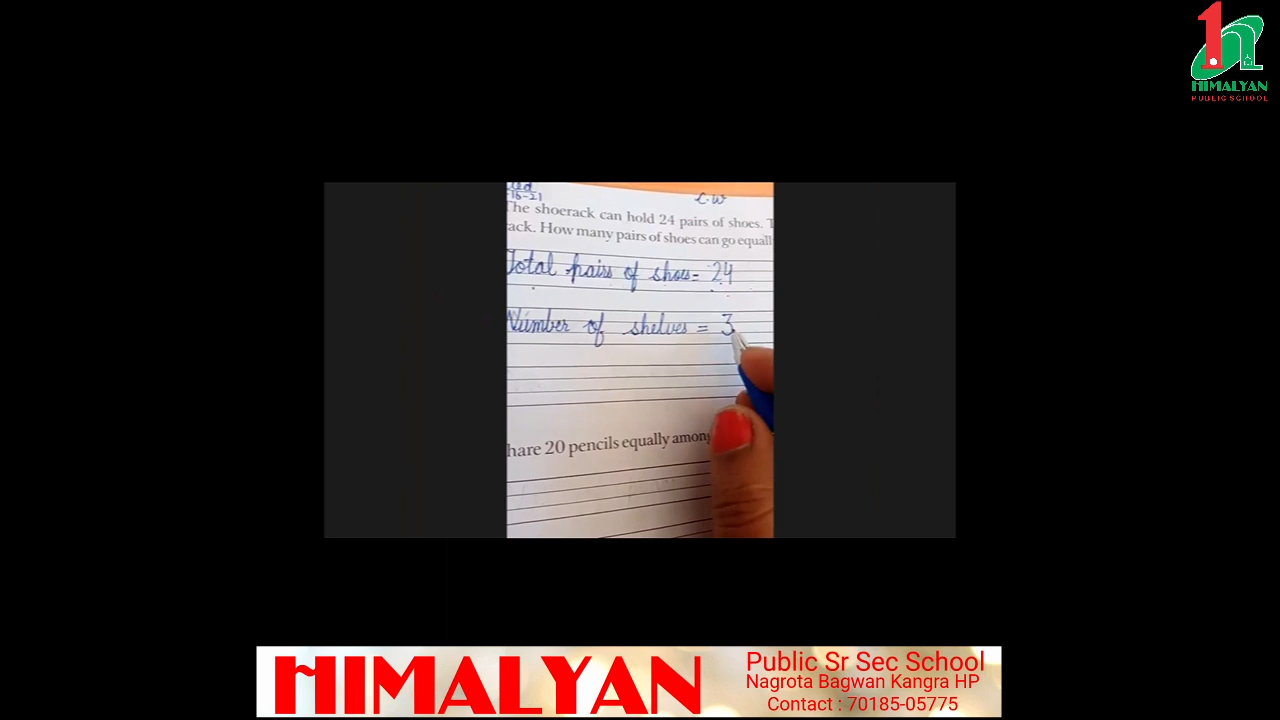 HIMALYAN
PUBLIC SCHOOL
C.W
The shoerack can hold 24 pairs of shoes.
ack. How many pairs of shoes can go equall
Total pairs of shoes = 24
Number of shelves = 3
hare 20 pencils equally among
HIMALYAN
Public Sr Sec School
Nagrota Bagwan Kangra HP
Contact : 70185-05775